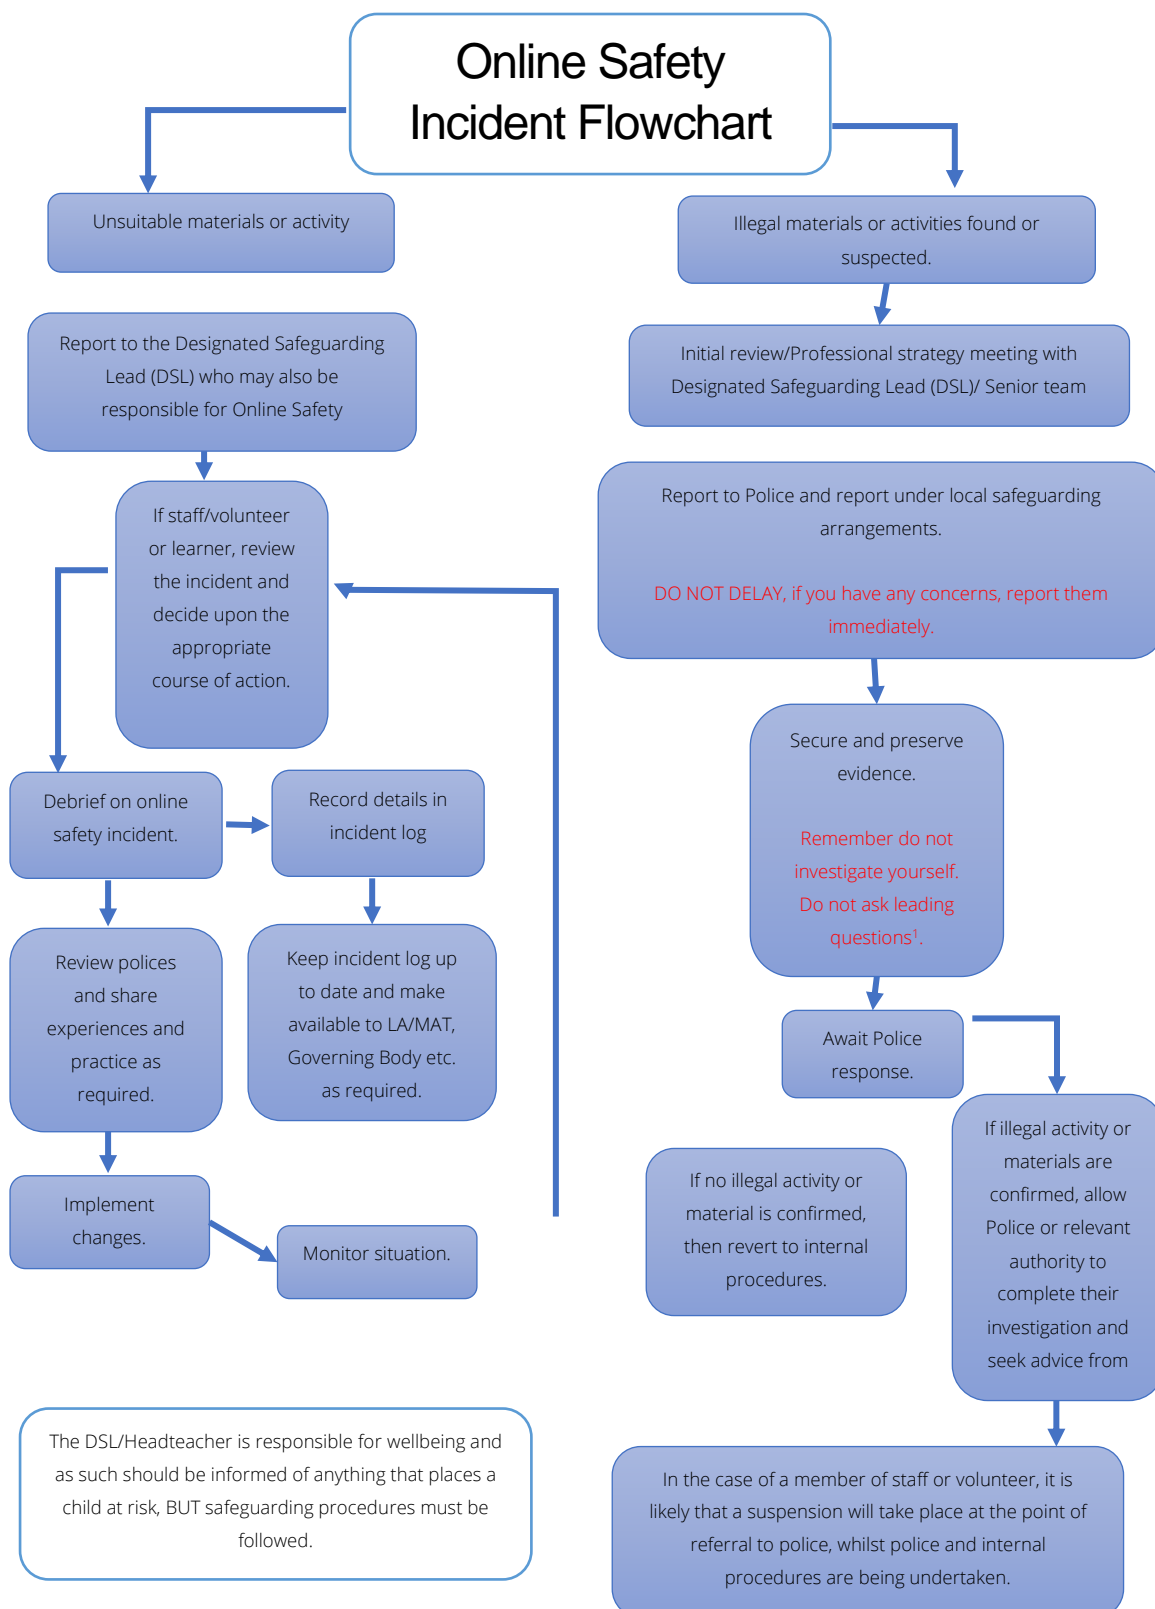 Online Safety
Incident Flowchart
Unsuitable materials or activity
Report to the Designated Safeguarding
Lead (DSL) who may also be
responsible for Online Safety
If staff/volunteer
or learner, review
the incident and
decide upon the
appropriate
course of action.
Debrief on online
safety incident.
Record details in
incident log
Review polices
and share
experiences and
practice as
required.
Keep incident log up
to date and make
available to LA/MAT,
Governing Body etc.
as required.
Implement
changes.
Monitor situation.
The DSL/Headteacher is responsible for wellbeing and
as such should be informed of anything that places a
child at risk, BUT safeguarding procedures must be
followed.
Illegal materials or activities found or
suspected.
Initial review/Professional strategy meeting with
Designated Safeguarding Lead (DSL)/ Senior team
Report to Police and report under local safeguarding
arrangements.
DO NOT DELAY, if you have any concerns, report them
immediately.
Secure and preserve
evidence.
Remember do not
investigate yourself.
Do not ask leading
questions¹.
Await Police
response.
If no illegal activity or
material is confirmed,
then revert to internal
procedures.
If illegal activity or
materials are
confirmed, allow
Police or relevant
authority to
complete their
investigation and
seek advice from
In the case of a member of staff or volunteer, it is
likely that a suspension will take place at the point of
referral to police, whilst police and internal
procedures are being undertaken.